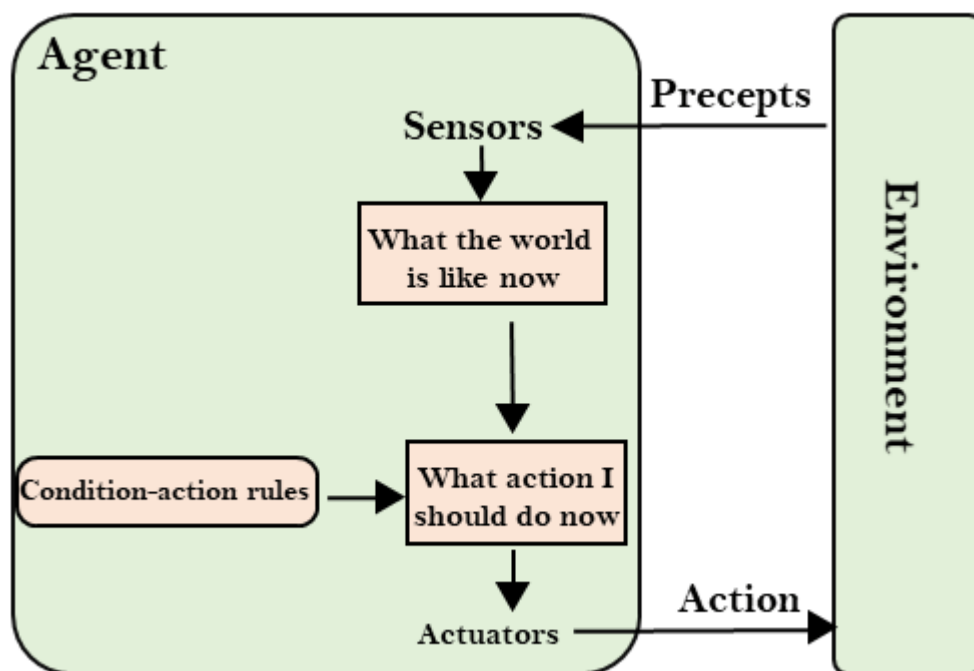 Agent
Precepts
Sensors
What the world
is like now
Environment
Condition-action rules
What action I
should do now
Action
Actuators